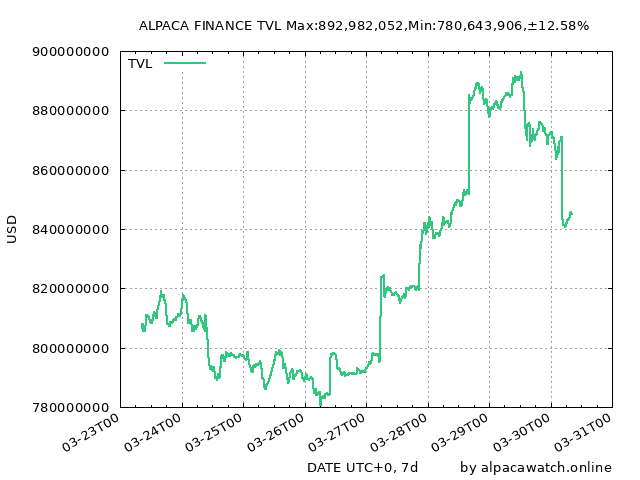 ALPACA FINANCE TVL Max:892,982,052,Min:780,643,906,±12.58%
900000000
TVL
880000000
860000000
840000000
USD
820000000
800000000
780000000
03-23T00 03-24T00 03-25T00 03-26T00 03-27T00 03-28T00 03-29T00 03-30T00 03-31T00
DATE UTC+0, 7d by alpacawatch.online